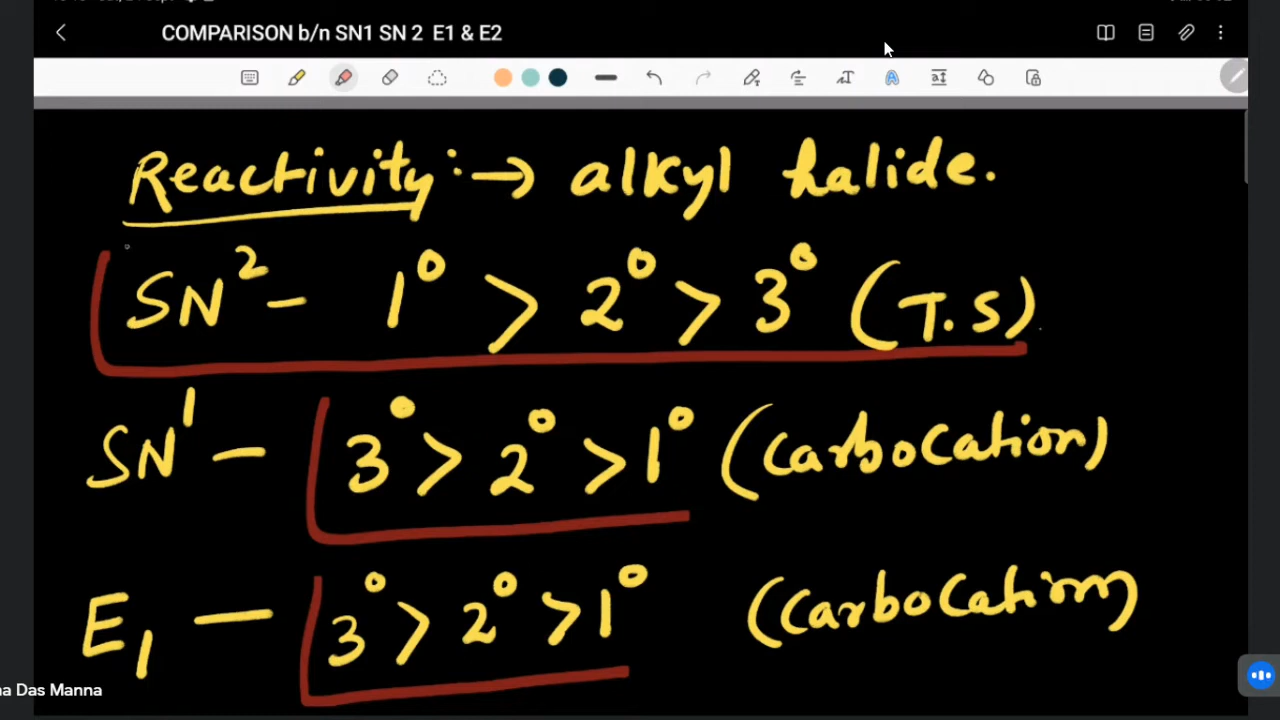 COMPARISON b/n SN1 SN 2 E1 & E2
Reactivity:→ alkyl halide.
SN² - 1° > 2° > 3° (T.S)
SN¹ - 3° > 2° > 1° (carbocation)
E₁ - 3° > 2° > 1° (carbocation)
Das Manna